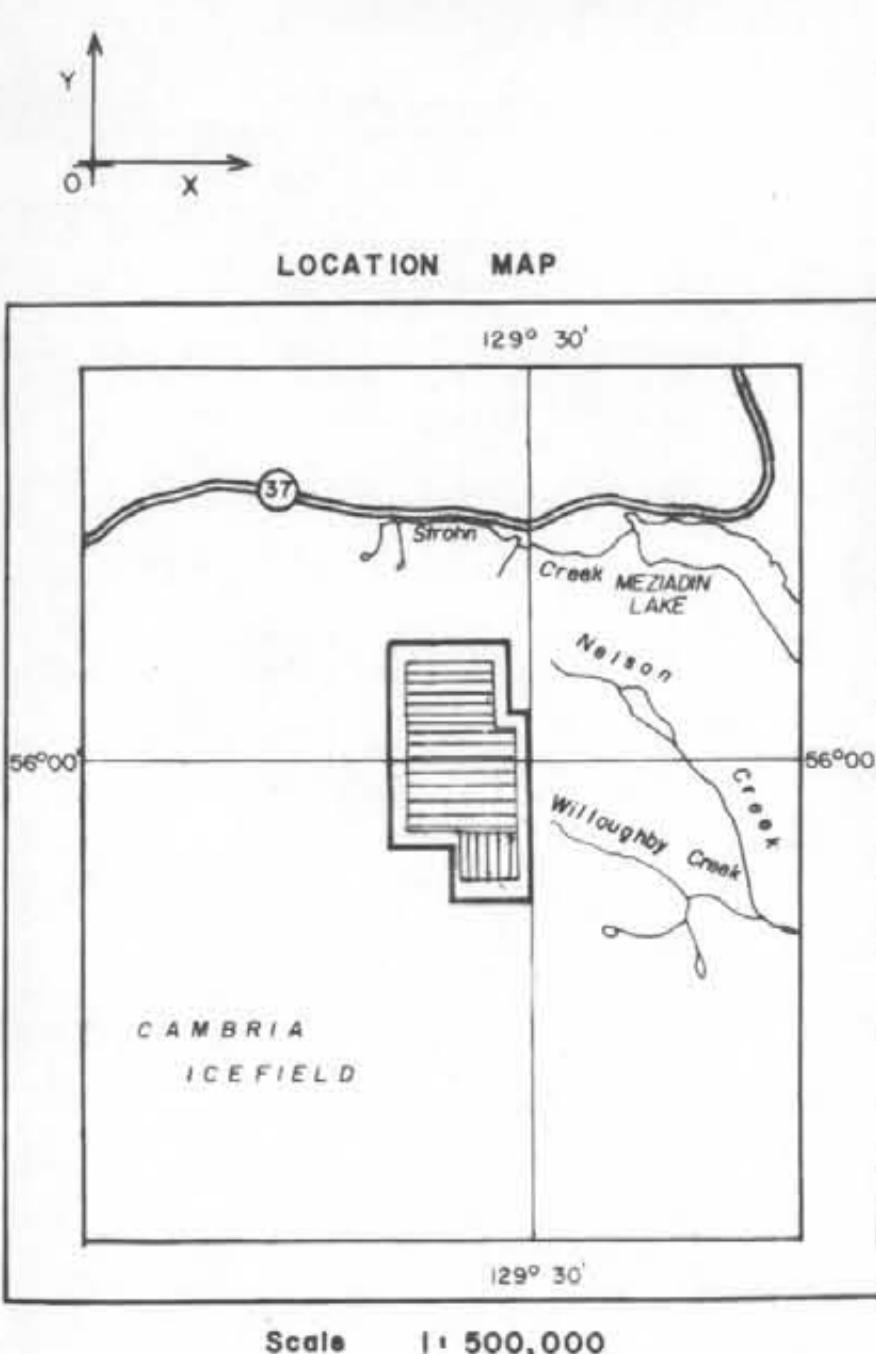 Y
O
X
LOCATION MAP
129° 30'
37
Strohn
Creek
MEZIADIN
LAKE
Nelson
Creek
56°00'
56°00
Willoughby Creek
CAMBRIA
ICEFIELD
129° 30'
Scale 1: 500,000